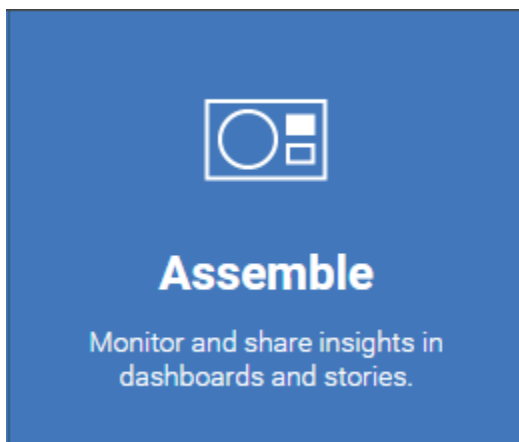 Assemble
Monitor and share insights in
dashboards and stories.